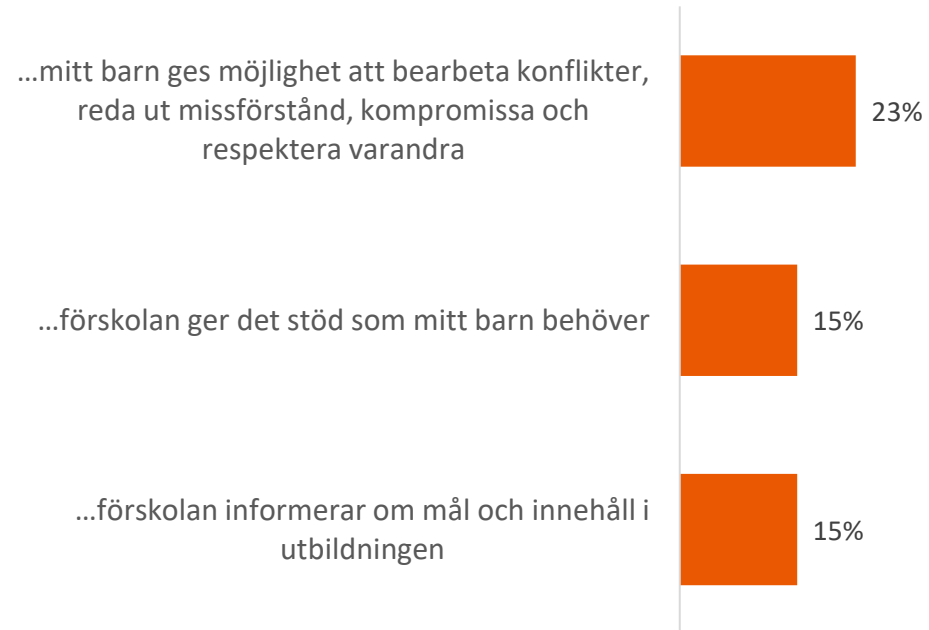 …mitt barn ges möjlighet att bearbeta konflikter,
reda ut missförstånd, kompromissa och
respektera varandra
23%
…förskolan ger det stöd som mitt barn behöver
15%
…förskolan informerar om mål och innehåll i
utbildningen
15%